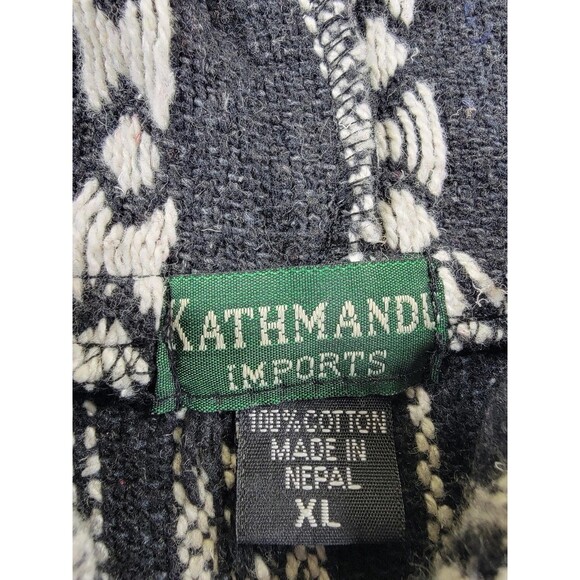 KATHMANDU
IMPORTS
100% COTTON
MADE IN
NEPAL
XL